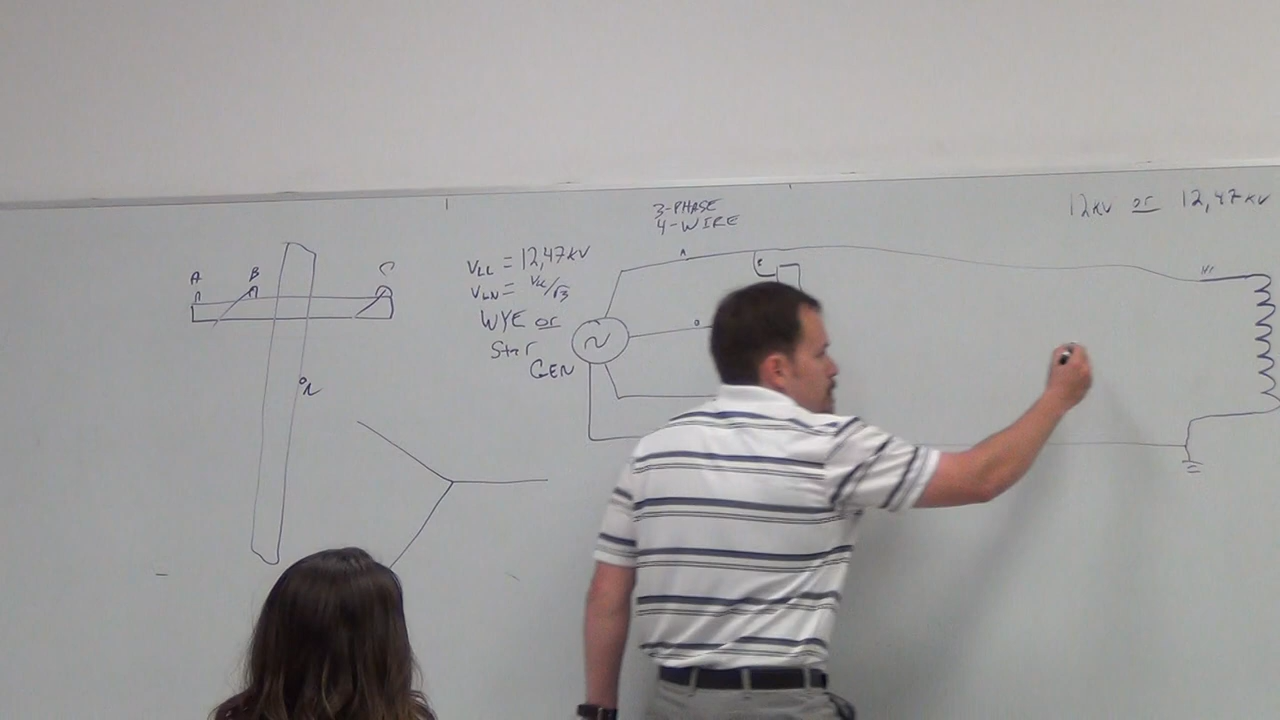 3-PHASE
4-WIRE
12KV or 12,47KV
VLL = 12,47KV
VLN = VLL/√3
WYE or
Star
GEN
A
B
C
n
A